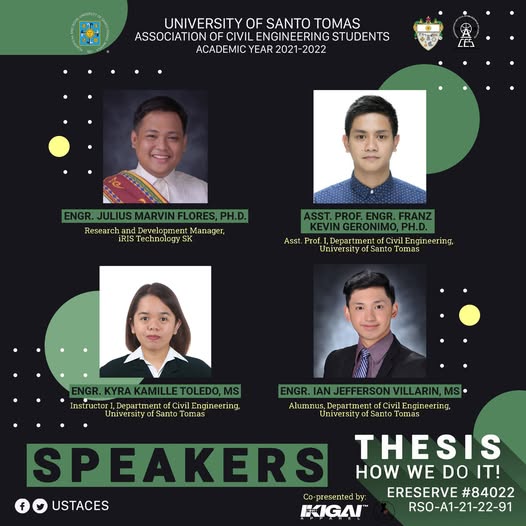 UNIVERSITY OF SANTO TOMAS
ASSOCIATION OF CIVIL ENGINEERING STUDENTS
ACADEMIC YEAR 2021-2022
ENGR. JULIUS MARVIN FLORES, PH.D.
Research and Development Manager,
iRIS Technology SK
ASST. PROF. ENGR. FRANZ
KEVIN GERONIMO, PH.D.
Asst. Prof. I, Department of Civil Engineering,
University of Santo Tomas
ENGR. KYRA KAMILLE TOLEDO, MS
Instructor I, Department of Civil Engineering,
University of Santo Tomas
ENGR. IAN JEFFERSON VILLARIN, MS
Alumnus, Department of Civil Engineering,
University of Santo Tomas
SPEAKERS
THESIS
HOW WE DO IT!
ERESERVE #84022
RSO-A1-21-22-91
USTACES
Co-presented by:
IKIGAI